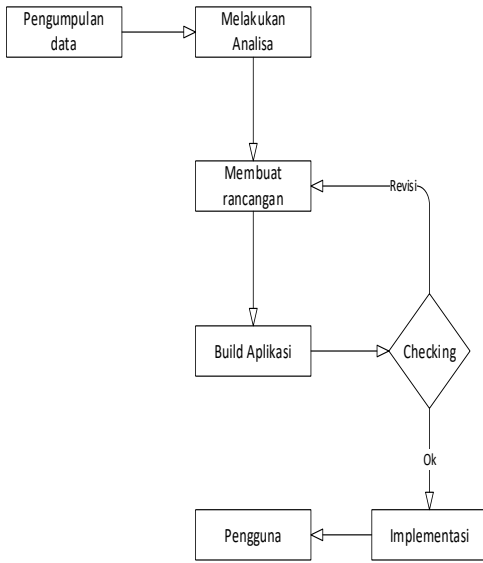 Pengumpulan
data
Melakukan
Analisa
Membuat
rancangan
Revisi
Build Aplikasi
Checking
Ok
Pengguna
Implementasi